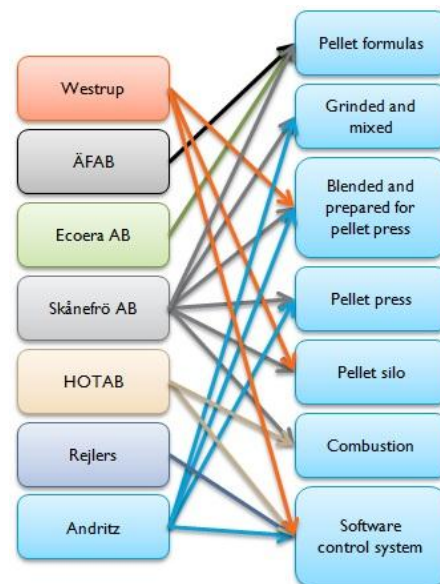 Westrup
ÄFAB
Ecoera AB
Skånefrö AB
HOTAB
Rejlers
Andritz
Pellet formulas
Grinded and
mixed
Blended and
prepared for
pellet press
Pellet press
Pellet silo
Combustion
Software
control system